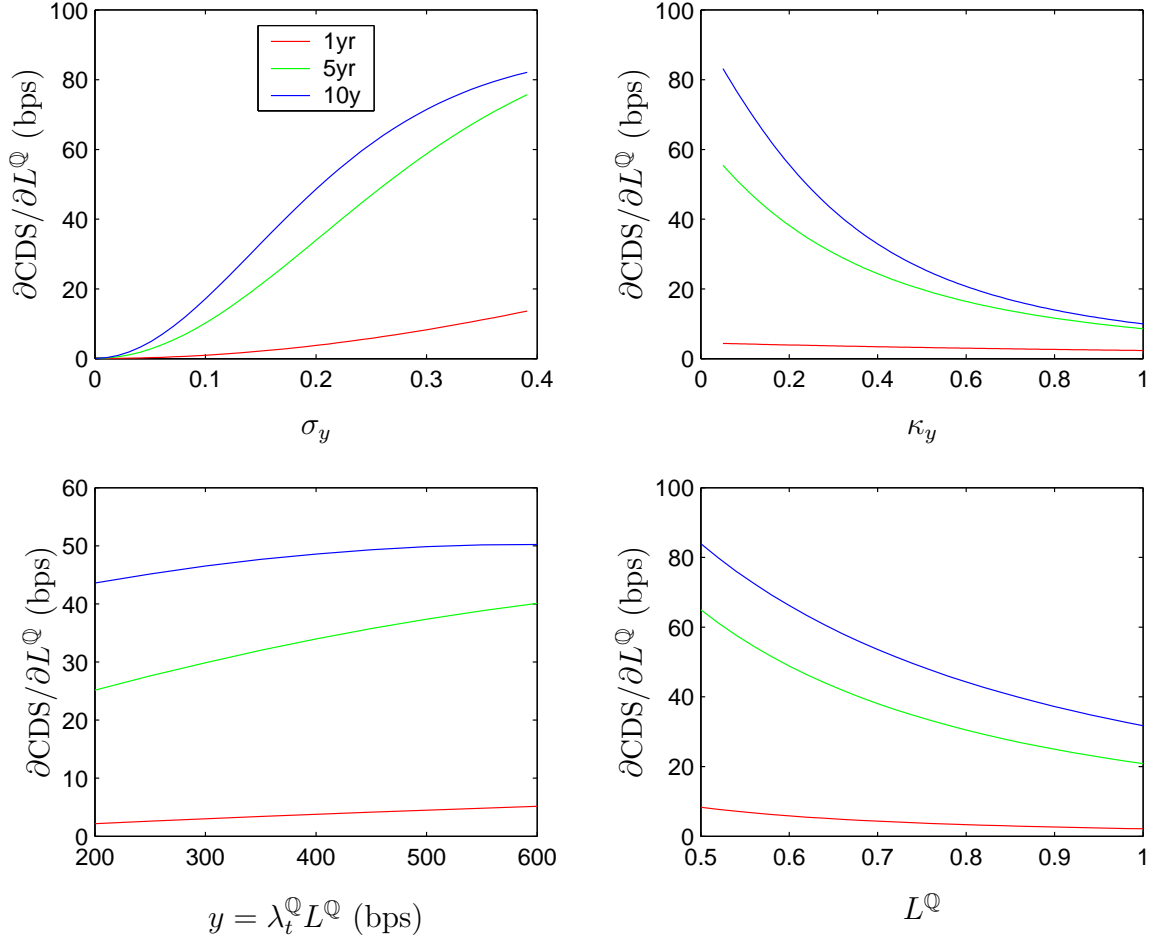 100
80
60
40
20
0
∂CDS/∂L^ℚ (bps)
1yr
5yr
10y
0 0.1 0.2 0.3 0.4
σ_y
100
80
60
40
20
0
∂CDS/∂L^ℚ (bps)
0 0.2 0.4 0.6 0.8 1
κ_y
60
50
40
30
20
10
0
∂CDS/∂L^ℚ (bps)
200 300 400 500 600
y = λ_t^ℚ L^ℚ (bps)
100
80
60
40
20
0
∂CDS/∂L^ℚ (bps)
0.5 0.6 0.7 0.8 0.9 1
L^ℚ